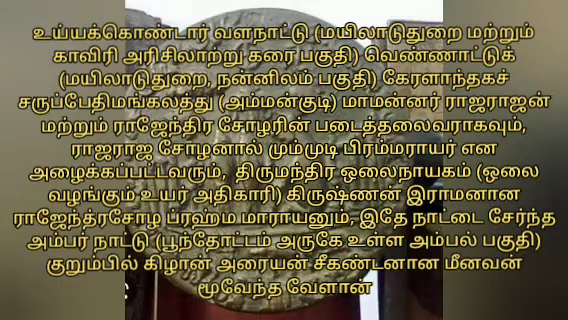 உய்யக்கொண்டார் வளநாட்டு (மயிலாடுதுறை மற்றும்
காவிரி அரிசிலாற்று கரை பகுதி) வெண்ணாட்டுக்
(மயிலாடுதுறை, நன்னிலம் பகுதி) கேரளாந்தகச்
சருப்பேதிமங்கலத்து (அம்மன்குடி) மாமன்னர் ராஜராஜன்
மற்றும் ராஜேந்திர சோழரின் படைத்தலைவராகவும்,
ராஜராஜ சோழனால் மும்முடி பிரம்மராயர் என
அழைக்கப்பட்டவரும், திருமந்திர ஒலைநாயகம் (ஒலை
வழங்கும் உயர் அதிகாரி) கிருஷ்ணன் இராமனான
ராஜேந்த்ரசோழ ப்ரஹ்ம மாராயனும், இதே நாட்டை சேர்ந்த
அம்பர் நாட்டு (பூந்தோட்டம் அருகே உள்ள அம்பல் பகுதி)
குறும்பில் கிழான் அரையன் சீகண்டனான மீனவன்
மூவேந்த வேளான்